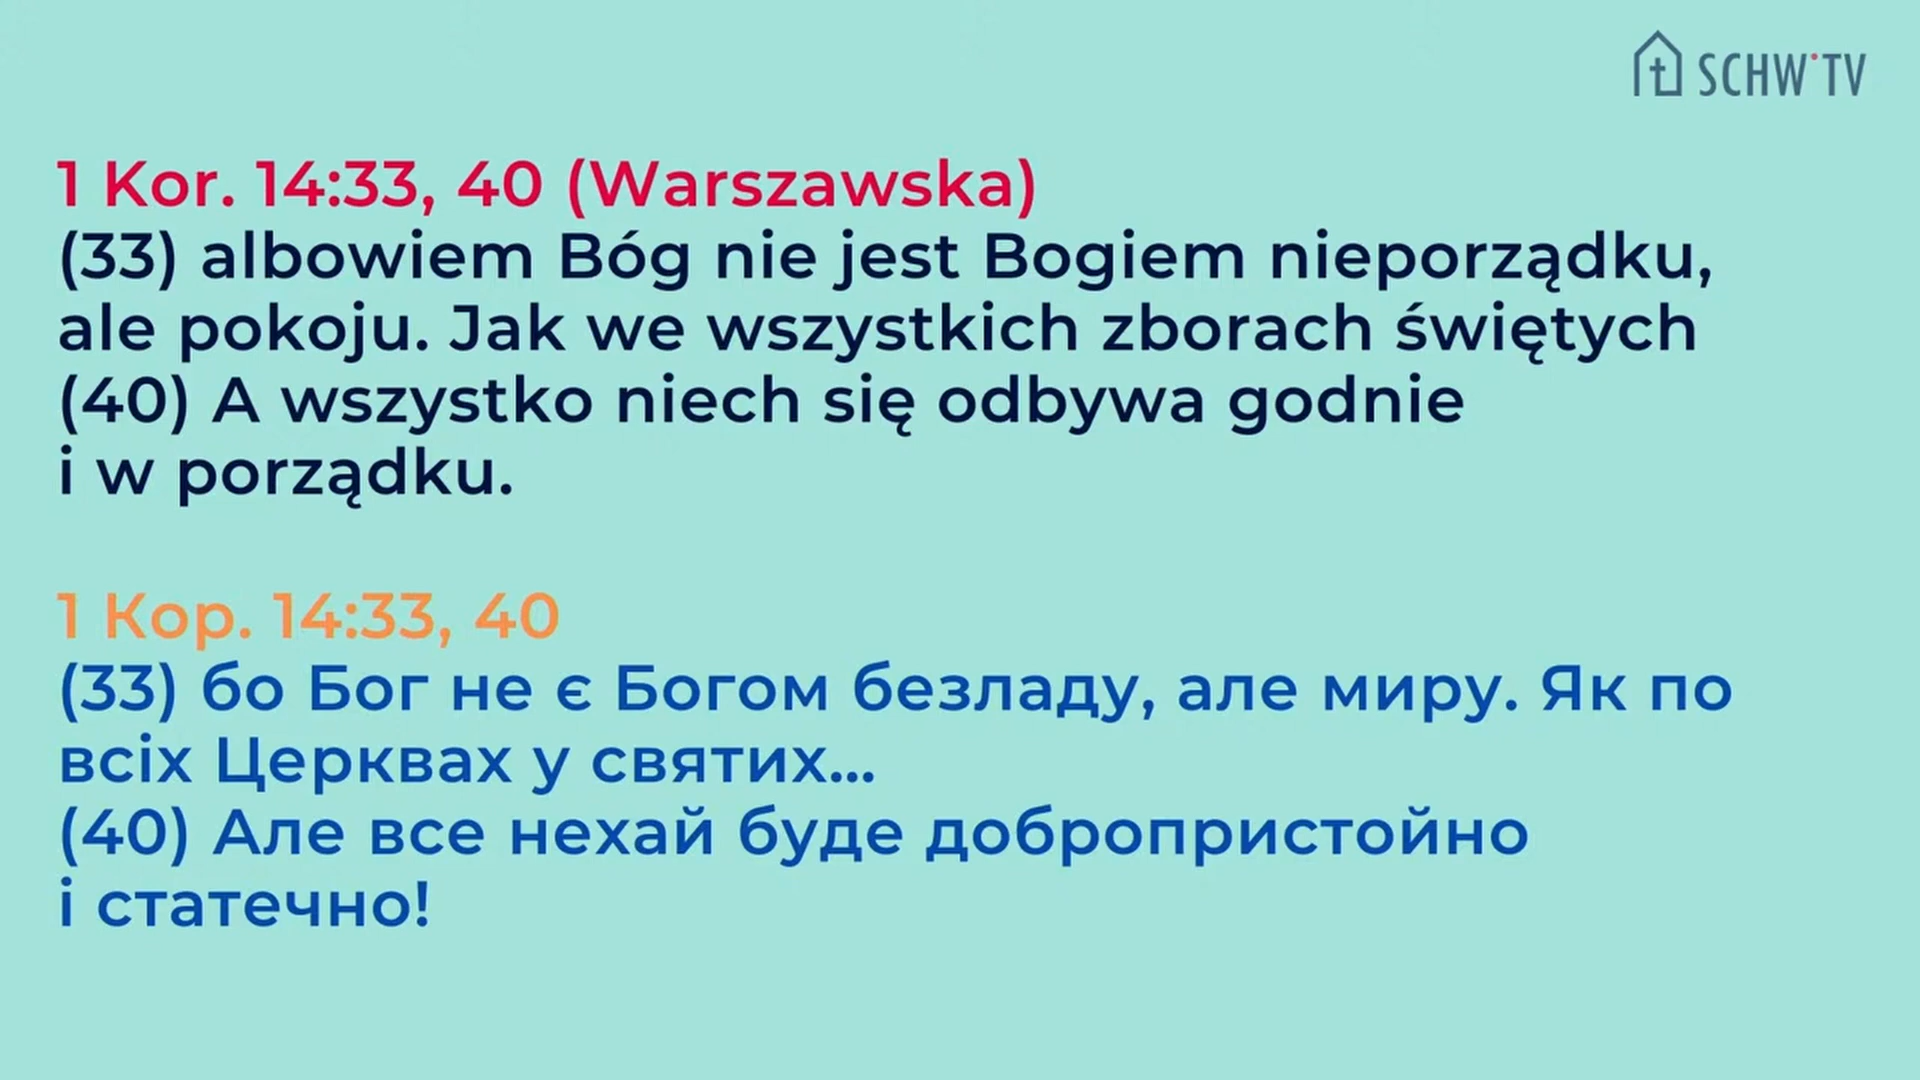 SCHW TV
1 Kor. 14:33, 40 (Warszawska)
(33) albowiem Bóg nie jest Bogiem nieporządku,
ale pokoju. Jak we wszystkich zborach świętych
(40) A wszystko niech się odbywa godnie
i w porządku.
1 Кор. 14:33, 40
(33) бо Бог не є Богом безладу, але миру. Як по
всіх Церквах у святих...
(40) Але все нехай буде добропристойно
і статечно!